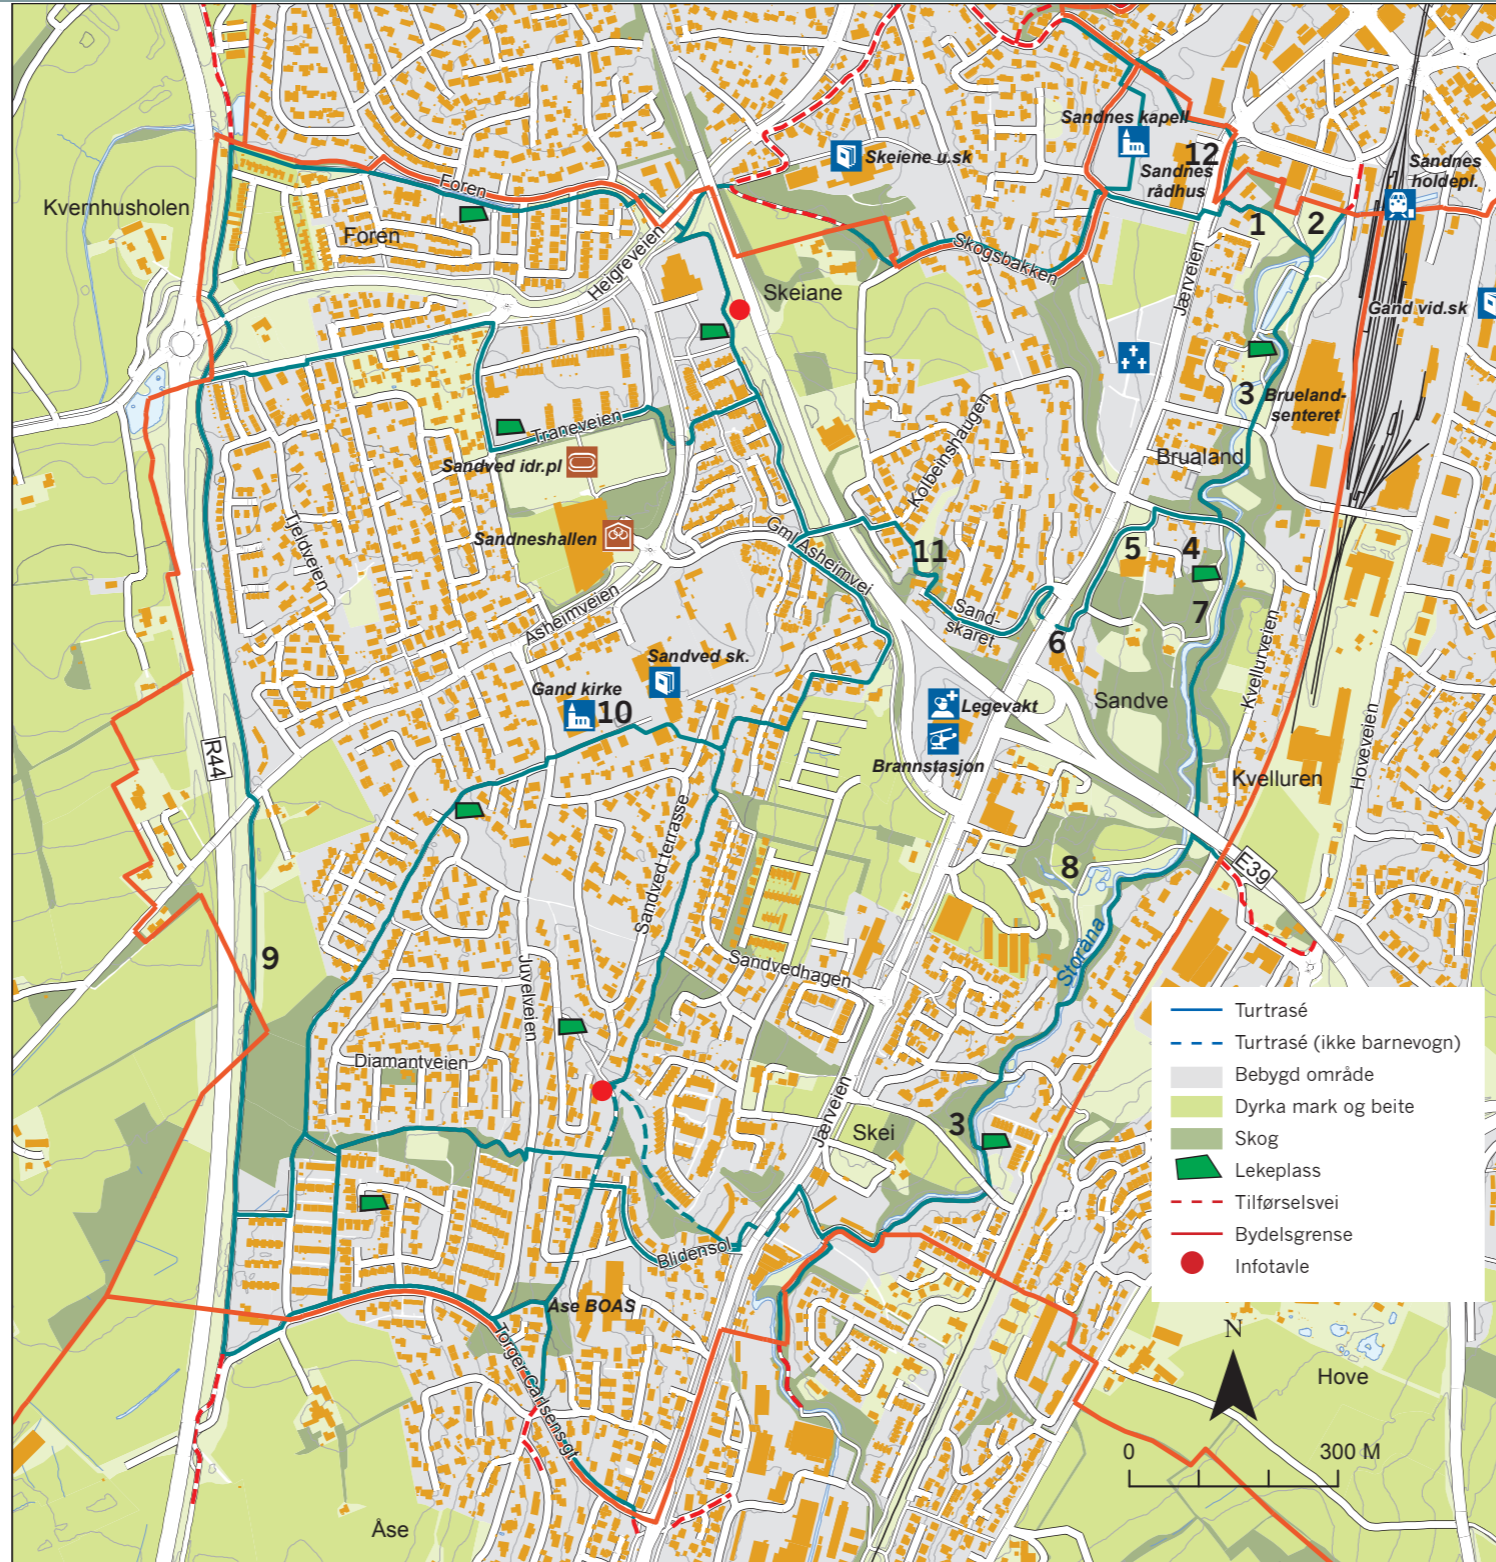 Sandnes kapell
12
Sandnes
rådhus
Sandnes
holdepl.
Skeiene u.sk
Kvernhusholen
Foren
Foren
1
2
Heigreveien
Skogsbakken
Skeiane
Jærveien
Gand vid.sk
3
Brueland-
senteret
Traneveien
Sandved idr.pl
Kolbeinshaugen
Brualand
Tjeldveien
Sandneshallen
Gml Asheimvei
11
5
4
Asheimveien
Sand-
skaret
7
6
Kvellurveien
Sandved sk.
Gand kirke
10
Legevakt
Sandve
R44
Brannstasjon
Kvelluren
Hoveveien
Sandved terrasse
8
E39
9
Juvelveien
Sandvedhagen
Storåna
Diamantveien
Jærveien
Skei
3
Blidensol
Åse BOAS
Torger Carlsens gt
Åse
Hove
Turtrasé
Turtrasé (ikke barnevogn)
Bebygd område
Dyrka mark og beite
Skog
Lekeplass
Tilførselsvei
Bydelsgrense
Infotavle
N
0 300 M